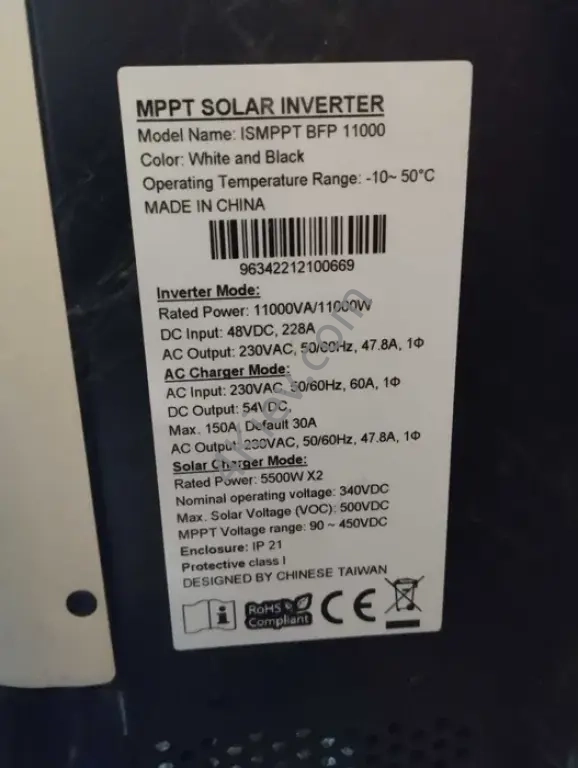 MPPT SOLAR INVERTER
Model Name: ISMPPT BFP 11000
Color: White and Black
Operating Temperature Range: -10~ 50°C
MADE IN CHINA
96342212100669
Inverter Mode:
Rated Power: 11000VA/11000W
DC Input: 48VDC, 228A
AC Output: 230VAC, 50/60Hz, 47.8A, 1Φ
AC Charger Mode:
AC Input: 230VAC, 50/60Hz, 60A, 1Φ
DC Output: 54VDC,
Max. 150A, Default 30A
AC Output: 230VAC, 50/60Hz, 47.8A, 1Φ
Solar Charger Mode:
Rated Power: 5500W X2
Nominal operating voltage: 340VDC
Max. Solar Voltage (VOC): 500VDC
MPPT Voltage range: 90 ~ 450VDC
Enclosure: IP 21
Protective class I
DESIGNED BY CHINESE TAIWAN
RoHS
Compliant
CE